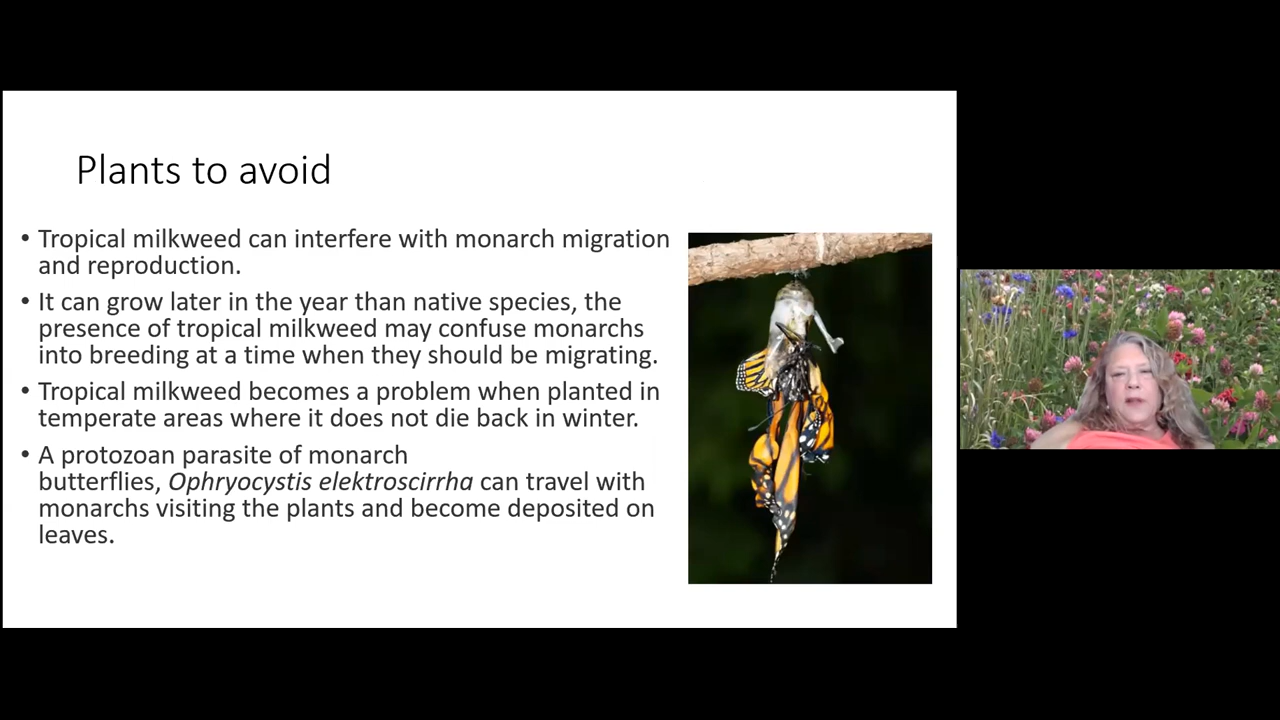 Plants to avoid
• Tropical milkweed can interfere with monarch migration
and reproduction.
• It can grow later in the year than native species, the
presence of tropical milkweed may confuse monarchs
into breeding at a time when they should be migrating.
• Tropical milkweed becomes a problem when planted in
temperate areas where it does not die back in winter.
• A protozoan parasite of monarch
butterflies, Ophryocystis elektroscirrha can travel with
monarchs visiting the plants and become deposited on
leaves.